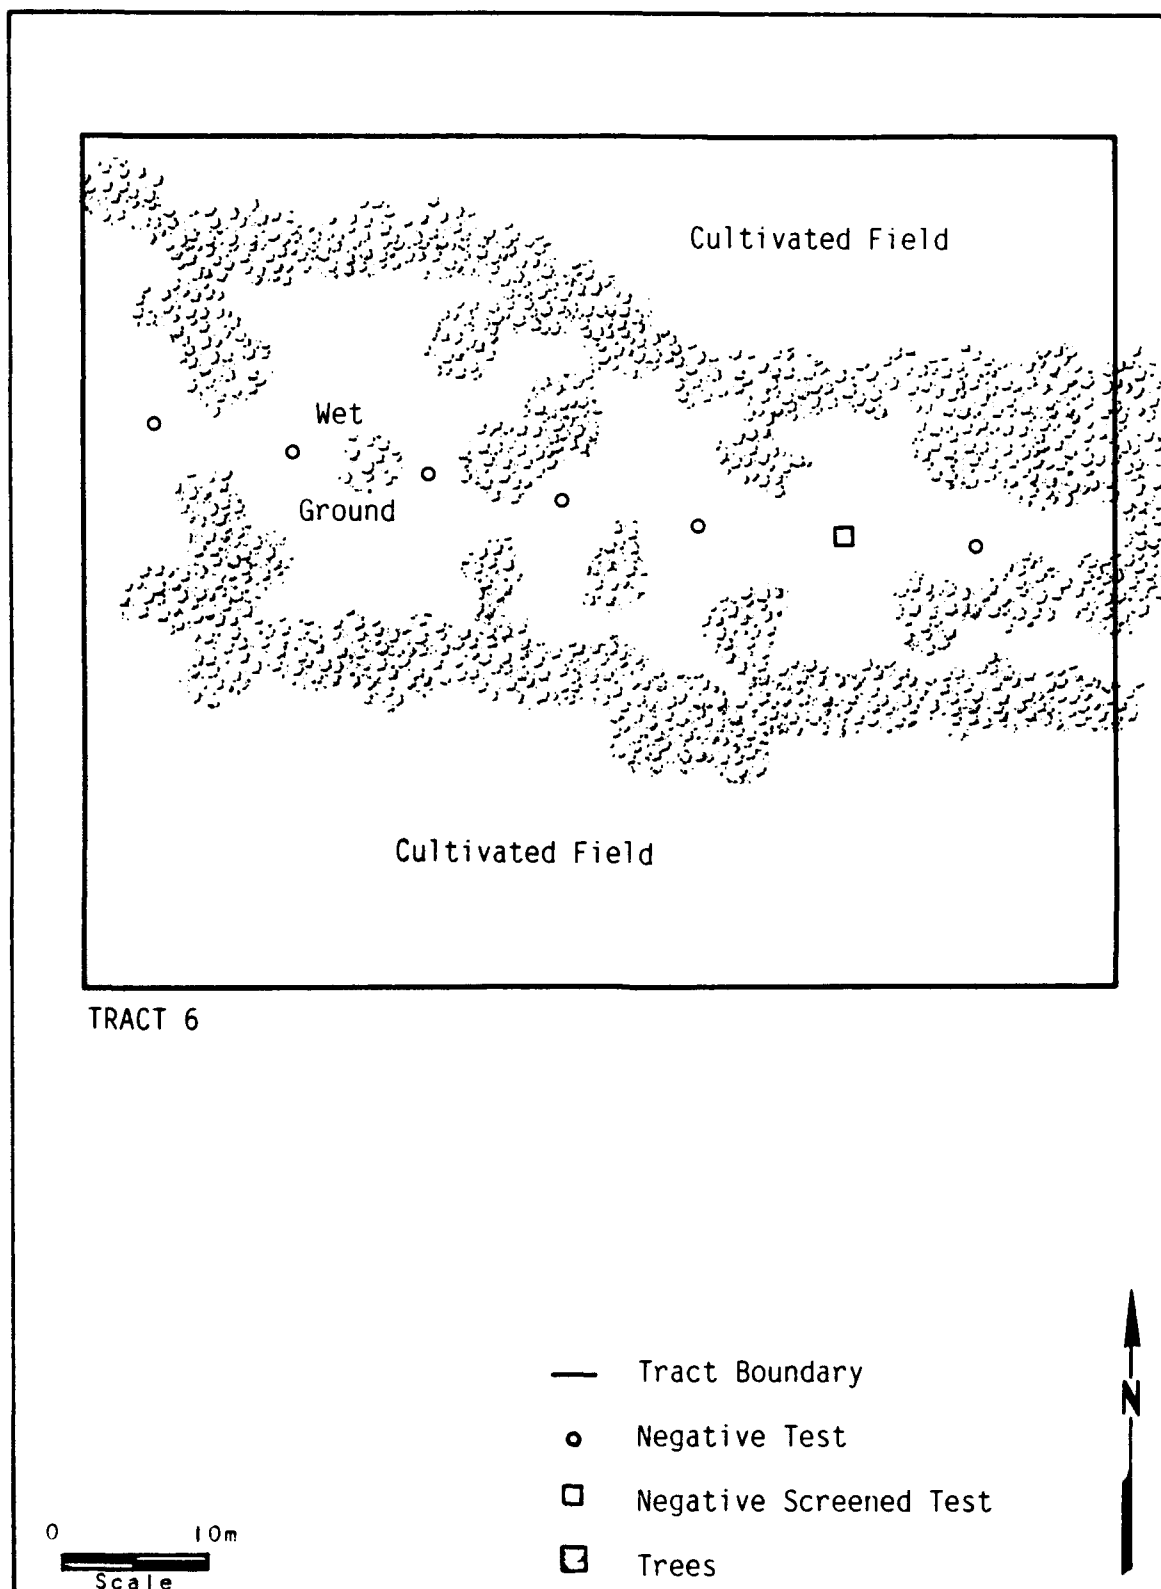 Cultivated Field
Wet
Ground
Cultivated Field
TRACT 6
Tract Boundary
N
Negative Test
Negative Screened Test
Trees
0 10m
Scale